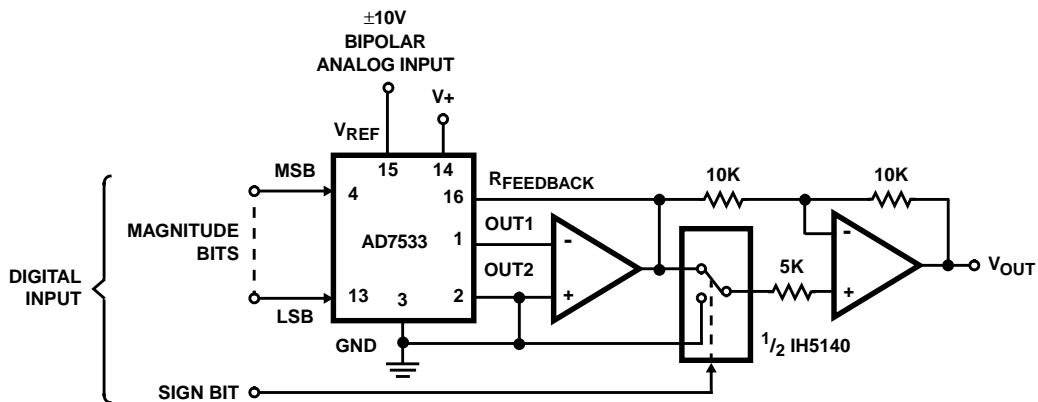 ±10V
BIPOLAR
ANALOG INPUT
V+
VREF
15
14
MSB
4
RFEEDBACK
16
10K
10K
MAGNITUDE
BITS
AD7533
OUT1
1
-
-
DIGITAL
INPUT
OUT2
2
+
5K
+
VOUT
LSB
13
3
GND
1/2 IH5140
SIGN BIT